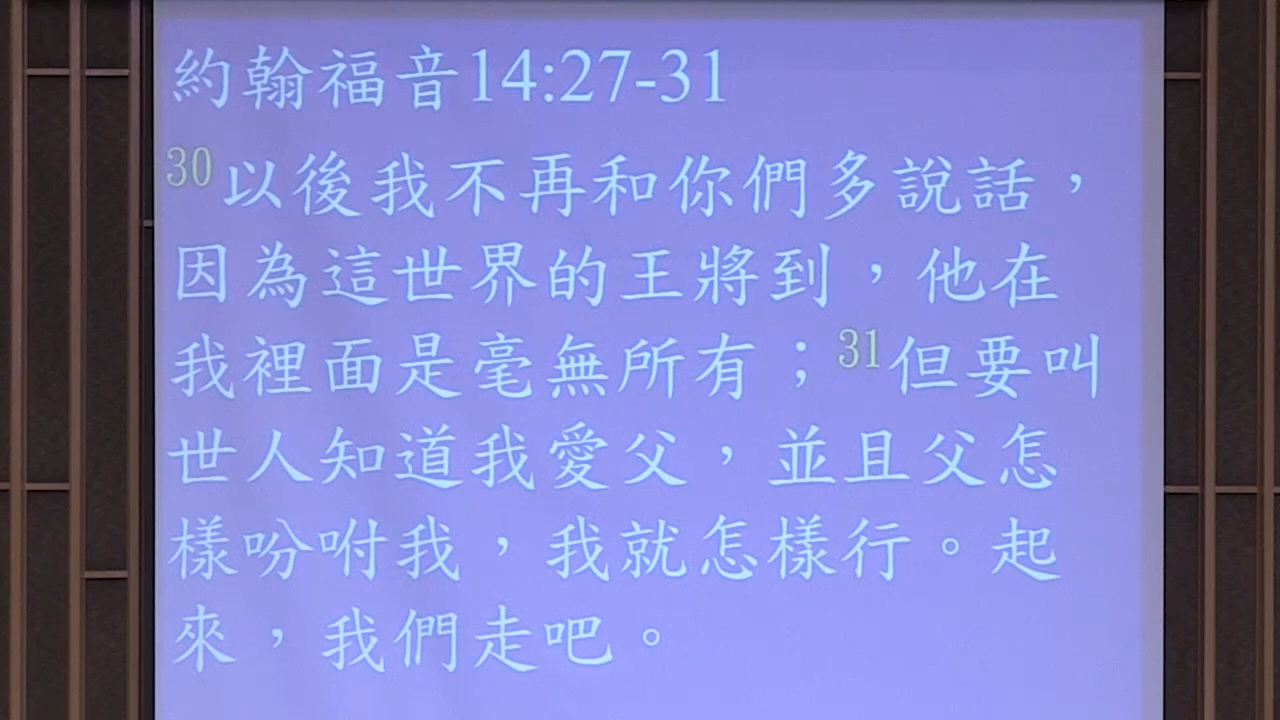 約翰福音14:27-31
30以後我不再和你們多說話，
因為這世界的王將到，他在
我裡面是毫無所有；31但要叫
世人知道我愛父，並且父怎
樣吩咐我，我就怎樣行。起
來，我們走吧。